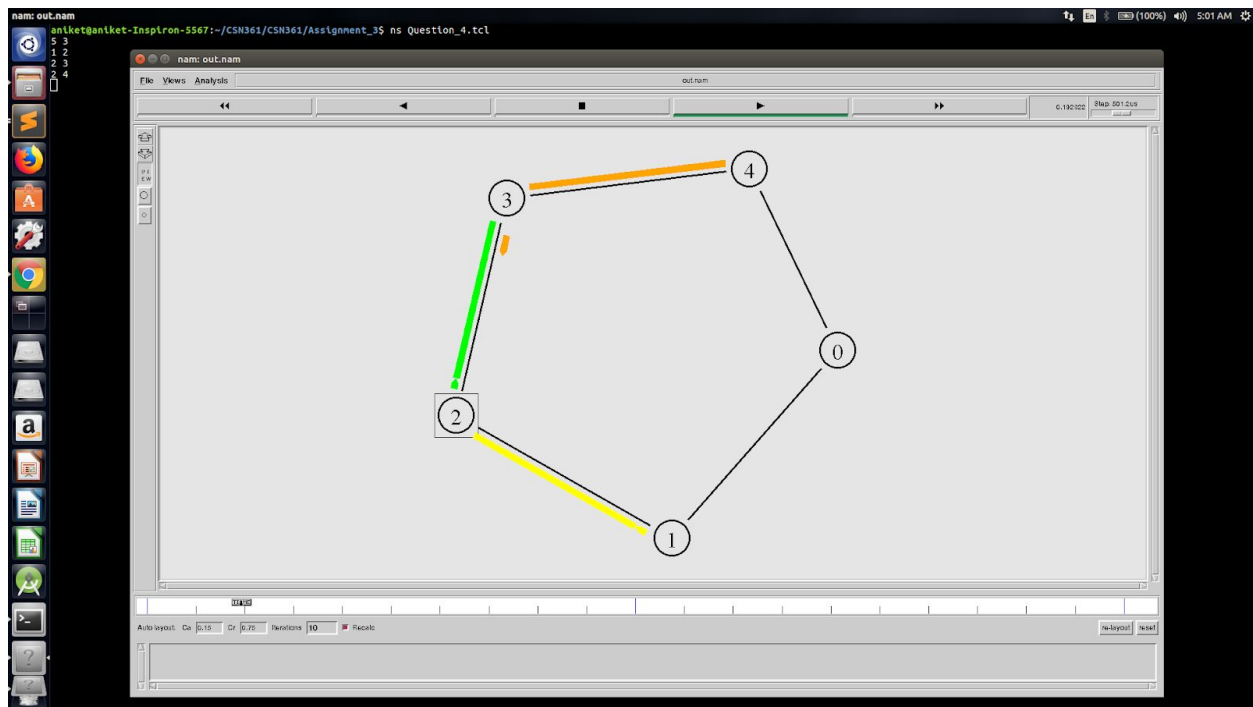 nam: out.nam
En (100%) 5:01 AM
aniket@aniket-Inspiron-5567:~/CSN361/CSN361/Assignment_3$ ns Question_4.tcl
5 3
1 2
2 3
2 4
nam: out.nam
File Views Analysis out.nam
Step: 501.2us
3
4
0
2
1
Auto layout: Ca 0.15 Cr 0.75 Iterations 10 Recalc re-layout reset